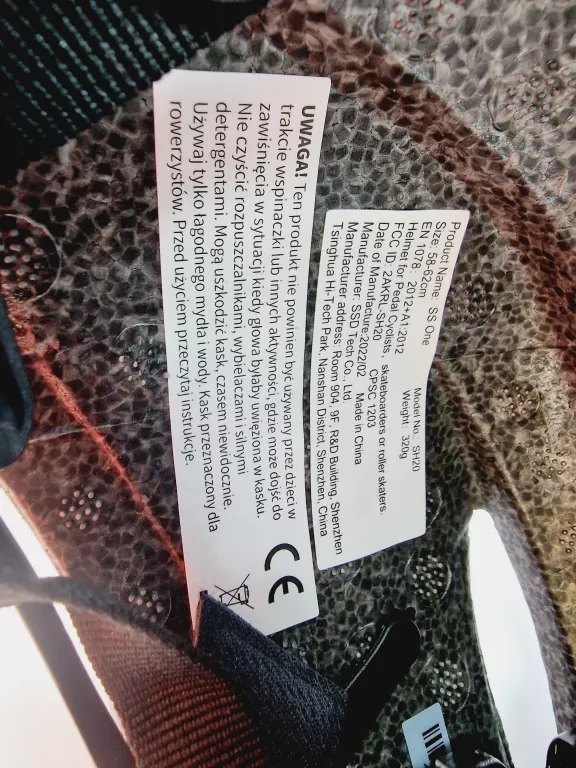 Product Name: SS One
Model No.: SH20
Size: 58-62cm
Weight: 320g
EN 1078: 2012+A1:2012
Helmet for Pedal Cyclists, skateboarders or roller skaters.
FCC ID: 2AKRL-SH20
CPSC 1203
Date of Manufacture:2022/02
Made in China
Manufacturer: SSD Tech Co., Ltd.
Manufacturer address: Room 904, 9F, R&D Building, Shenzhen
Tsinghua Hi-Tech Park, Nanshan District, Shenzhen, China
UWAGA! Ten produkt nie powinien być używany przez dzieci w
trakcie wspinaczki lub innych aktywności, gdzie może dojść do
zawiśnięcia w sytuacji kiedy głowa byłaby uwięziona w kasku.
Nie czyścić rozpuszczalnikami, wybielaczami i silnymi
detergentami. Mogą uszkodzić kask, czasem niewidocznie.
Używaj tylko łagodnego mydła i wody. Kask przeznaczony dla
rowerzystów. Przed użyciem przeczytaj instrukcje.
CE